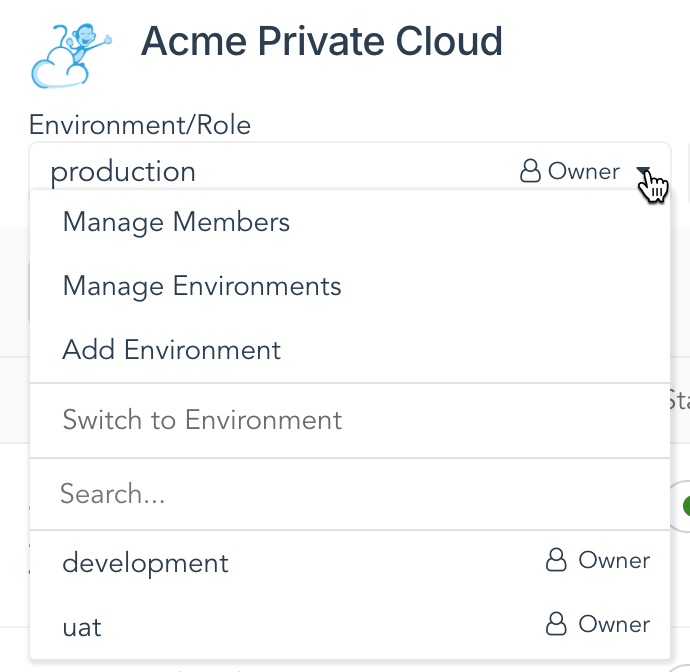 Acme Private Cloud
Environment/Role
production Owner
Manage Members
Manage Environments
Add Environment
Switch to Environment
Search...
development Owner
uat Owner